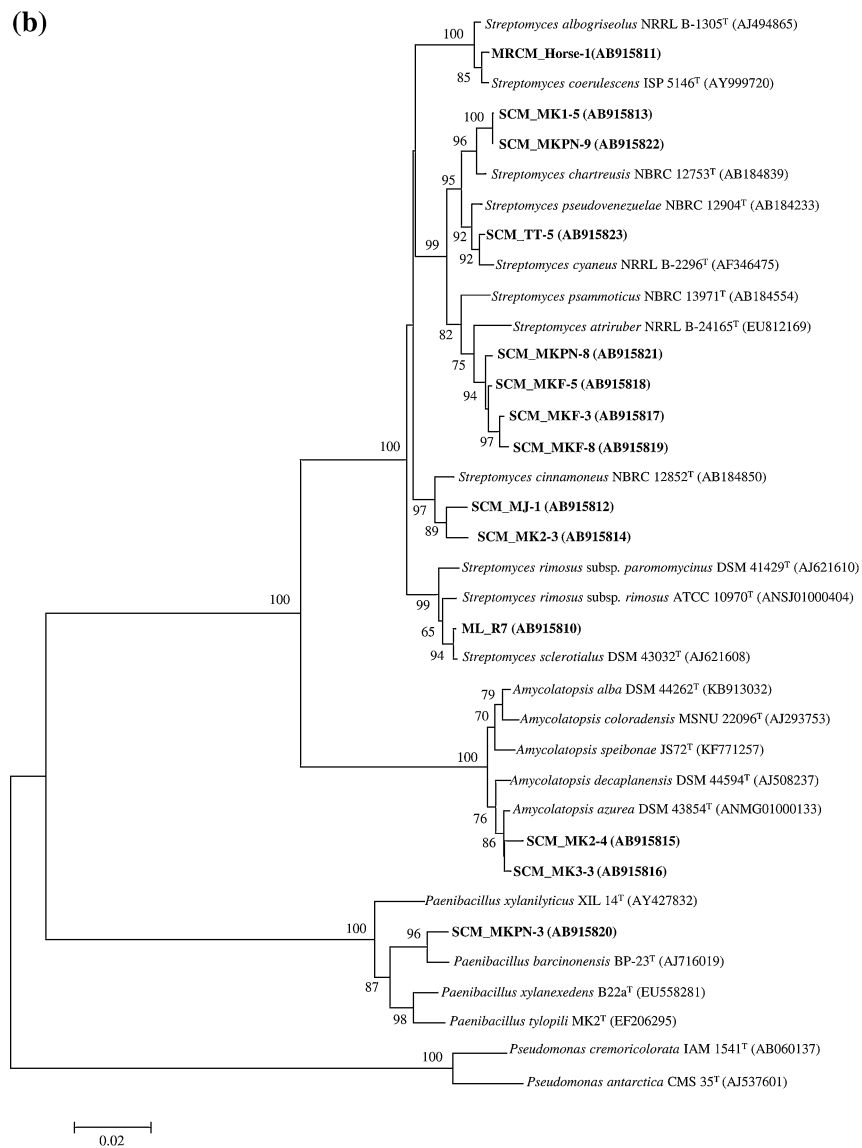 (b)
Streptomyces albogriseolus NRRL B-1305ᵀ (AJ494865)
100
MRCM_Horse-1(AB915811)
85
Streptomyces coerulescens ISP 5146ᵀ (AY999720)
100
SCM_MK1-5 (AB915813)
96
SCM_MKPN-9 (AB915822)
Streptomyces chartreusis NBRC 12753ᵀ (AB184839)
95
Streptomyces pseudovenezuelae NBRC 12904ᵀ (AB184233)
92
SCM_TT-5 (AB915823)
99
92
Streptomyces cyaneus NRRL B-2296ᵀ (AF346475)
Streptomyces psammoticus NBRC 13971ᵀ (AB184554)
82
Streptomyces atriruber NRRL B-24165ᵀ (EU812169)
75
SCM_MKPN-8 (AB915821)
94
SCM_MKF-5 (AB915818)
SCM_MKF-3 (AB915817)
97
SCM_MKF-8 (AB915819)
100
Streptomyces cinnamoneus NBRC 12852ᵀ (AB184850)
97
SCM_MJ-1 (AB915812)
89
SCM_MK2-3 (AB915814)
Streptomyces rimosus subsp. paromomycinus DSM 41429ᵀ (AJ621610)
100
99
Streptomyces rimosus subsp. rimosus ATCC 10970ᵀ (ANSJ01000404)
65
ML_R7 (AB915810)
94
Streptomyces sclerotialus DSM 43032ᵀ (AJ621608)
79
Amycolatopsis alba DSM 44262ᵀ (KB913032)
70
Amycolatopsis coloradensis MSNU 22096ᵀ (AJ293753)
100
Amycolatopsis speibonae JS72ᵀ (KF771257)
Amycolatopsis decaplanensis DSM 44594ᵀ (AJ508237)
76
Amycolatopsis azurea DSM 43854ᵀ (ANMG01000133)
86
SCM_MK2-4 (AB915815)
SCM_MK3-3 (AB915816)
Paenibacillus xylanilyticus XIL 14ᵀ (AY427832)
100
96
SCM_MKPN-3 (AB915820)
Paenibacillus barcinonensis BP-23ᵀ (AJ716019)
87
Paenibacillus xylanexedens B22aᵀ (EU558281)
98
Paenibacillus tylopili MK2ᵀ (EF206295)
100
Pseudomonas cremoricolorata IAM 1541ᵀ (AB060137)
Pseudomonas antarctica CMS 35ᵀ (AJ537601)
0.02